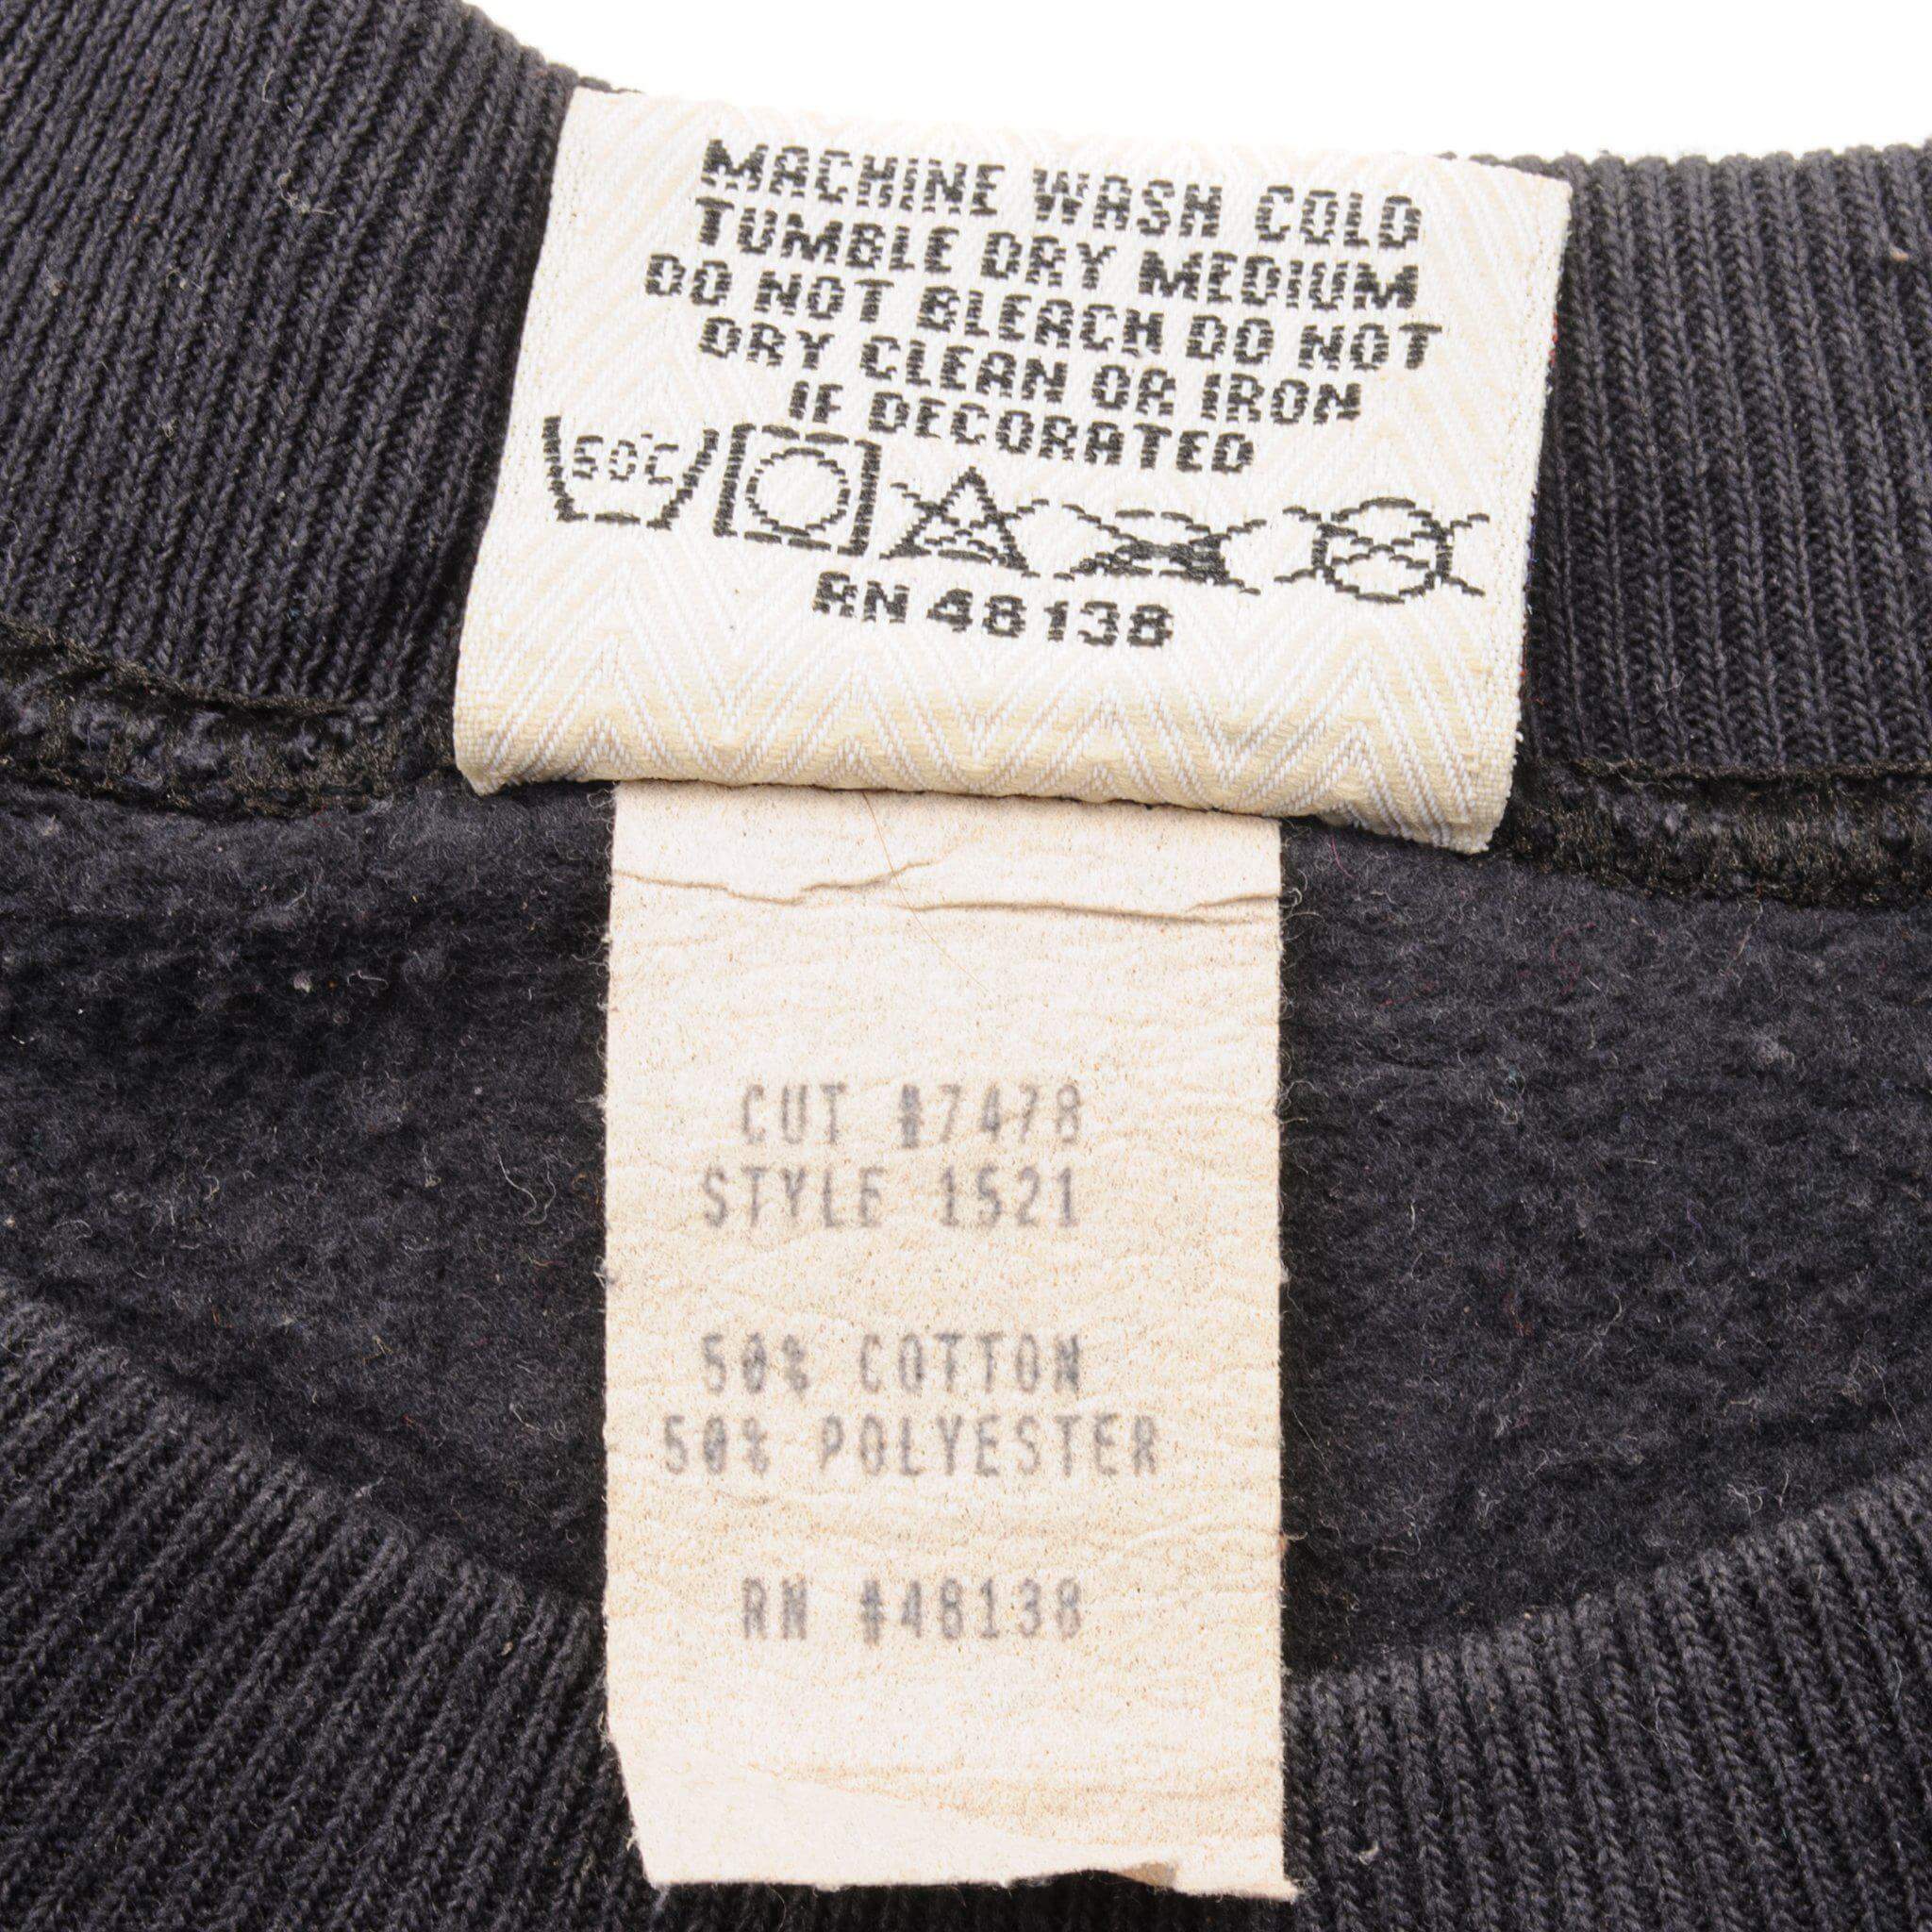 MACHINE WASH COLD
TUMBLE DRY MEDIUM
DO NOT BLEACH DO NOT
DRY CLEAN OR IRON
IF DECORATED
50°C
RN 48138
CUT #7478
STYLE 1521
50% COTTON
50% POLYESTER
RN #48138